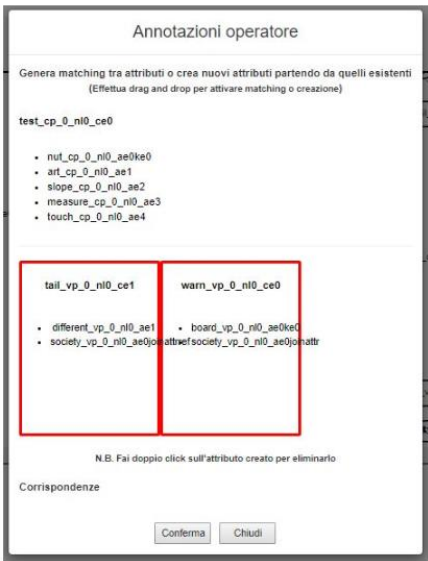 Annotazioni operatore
Genera matching tra attributi o crea nuovi attributi partendo da quelli esistenti
(Effettua drag and drop per attivare matching o creazione)
test_cp_0_nl0_ce0
nut_cp_0_nl0_ae0ke0
art_cp_0_nl0_ae1
slope_cp_0_nl0_ae2
measure_cp_0_nl0_ae3
touch_cp_0_nl0_ae4
tail_vp_0_nl0_ce1
different_vp_0_nl0_ae1
warn_vp_0_nl0_ce0
board_vp_0_nl0_ae0ke0
society_vp_0_nl0_ae0joinattr
N.B. Fai doppio click sull'attributo creato per eliminarlo
Corrispondenze
Conferma Chiudi